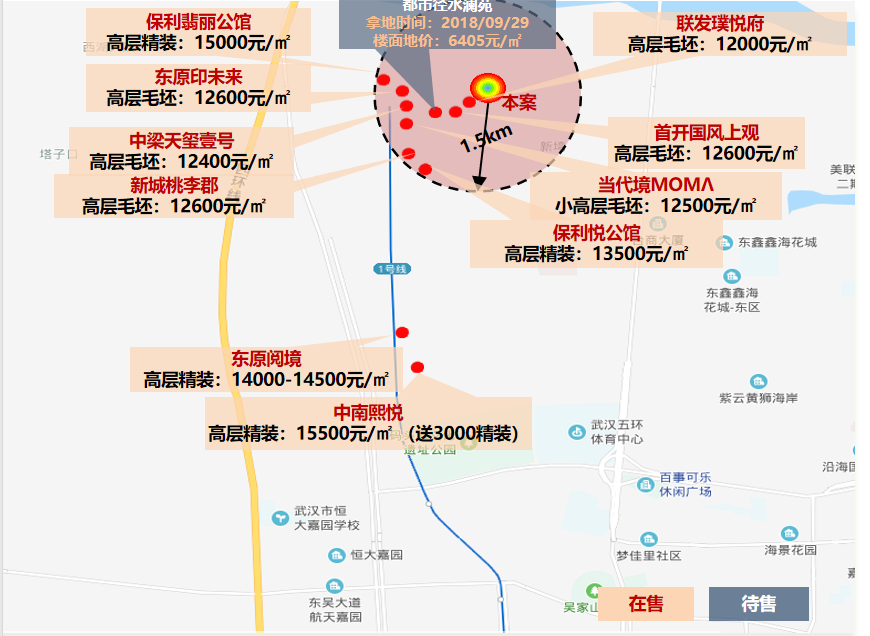 都市径水澜苑
拿地时间：2018/09/29
楼面地价：6405元/㎡
保利翡丽公馆
高层精装：15000元/㎡
联发璞悦府
高层毛坯：12000元/㎡
东原印未来
高层毛坯：12600元/㎡
本案
1.5km
中梁天玺壹号
高层毛坯：12400元/㎡
首开国风上观
高层毛坯：12600元/㎡
塔子口
新城桃李郡
高层毛坯：12600元/㎡
当代境MOMΛ
小高层毛坯：12500元/㎡
美联
二期
保利悦公馆
高层精装：13500元/㎡
东鑫鑫海花城
1号线
东鑫鑫海
花城-东区
东原阅境
高层精装：14000-14500元/㎡
紫云黄狮海岸
中南熙悦
高层精装：15500元/㎡（送3000精装）
遗址公园
武汉五环
体育中心
沿海
百事可乐
休闲广场
武汉市恒
大嘉园学校
恒大嘉园
梦佳里社区
海景花园
东吴大道
航天嘉园
吴家山
在售
待售